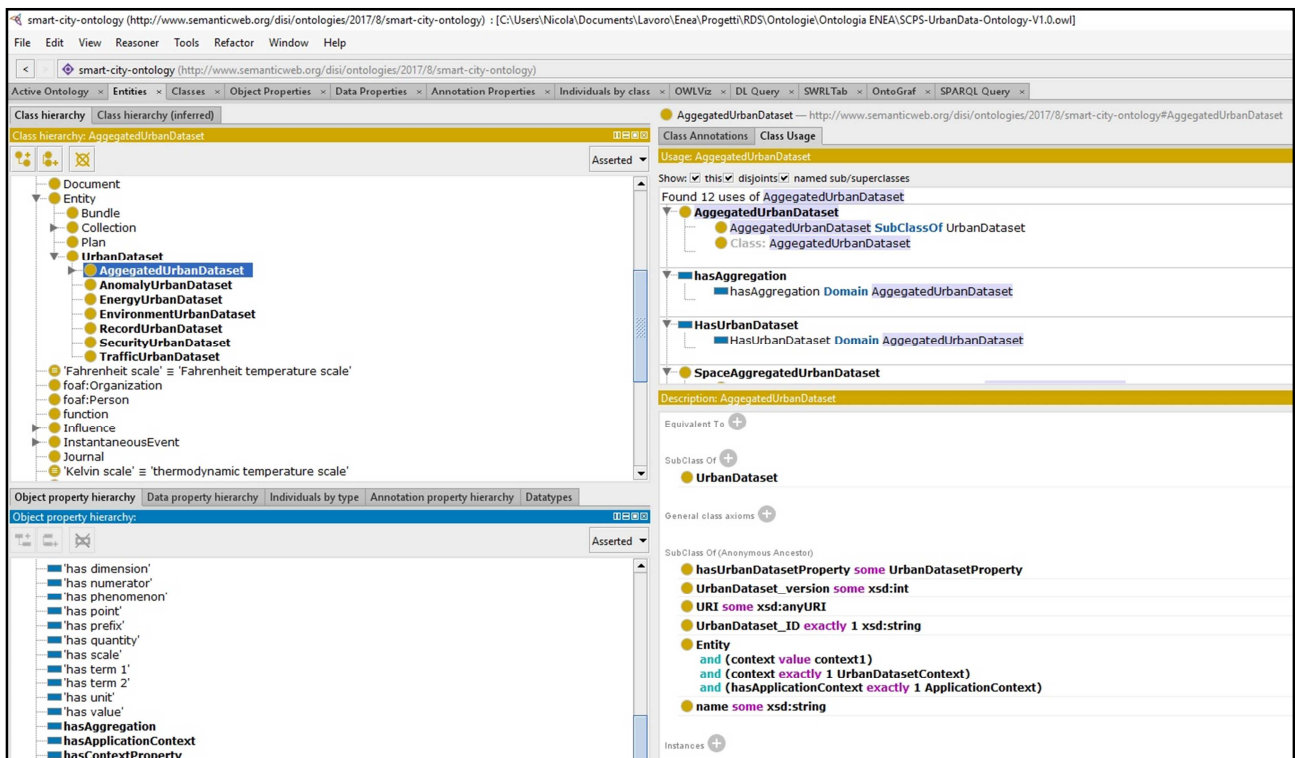 smart-city-ontology (http://www.semanticweb.org/disi/ontologies/2017/8/smart-city-ontology) : [C:\Users\Nicola\Documents\Lavoro\Enea\Progetti\RDS\Ontologie\Ontologia ENEA\SCPS-UrbanData-Ontology-V1.0.owl]
File Edit View Reasoner Tools Refactor Window Help
< > smart-city-ontology (http://www.semanticweb.org/disi/ontologies/2017/8/smart-city-ontology)
Active Ontology × Entities × Classes × Object Properties × Data Properties × Annotation Properties × Individuals by class × OWLViz × DL Query × SWRLTab × OntoGraf × SPARQL Query ×
Class hierarchy Class hierarchy (inferred)
Class hierarchy: AggegatedUrbanDataset
Asserted
Document
Entity
Bundle
Collection
Plan
UrbanDataset
AggegatedUrbanDataset
AnomalyUrbanDataset
EnergyUrbanDataset
EnvironmentUrbanDataset
RecordUrbanDataset
SecurityUrbanDataset
TrafficUrbanDataset
'Fahrenheit scale' ≡ 'Fahrenheit temperature scale'
foaf:Organization
foaf:Person
function
Influence
InstantaneousEvent
Journal
'Kelvin scale' ≡ 'thermodynamic temperature scale'
Object property hierarchy Data property hierarchy Individuals by type Annotation property hierarchy Datatypes
Object property hierarchy:
Asserted
'has dimension'
'has numerator'
'has phenomenon'
'has point'
'has prefix'
'has quantity'
'has scale'
'has term 1'
'has term 2'
'has unit'
'has value'
hasAggregation
hasApplicationContext
hasContextProperty
AggegatedUrbanDataset — http://www.semanticweb.org/disi/ontologies/2017/8/smart-city-ontology#AggegatedUrbanDataset
Class Annotations Class Usage
Usage: AggegatedUrbanDataset
Show: this disjoints named sub/superclasses
Found 12 uses of AggegatedUrbanDataset
AggegatedUrbanDataset
AggegatedUrbanDataset SubClassOf UrbanDataset
Class: AggegatedUrbanDataset
hasAggregation
hasAggregation Domain AggegatedUrbanDataset
HasUrbanDataset
HasUrbanDataset Domain AggegatedUrbanDataset
SpaceAggregatedUrbanDataset
Description: AggegatedUrbanDataset
Equivalent To
SubClass Of
UrbanDataset
General class axioms
SubClass Of (Anonymous Ancestor)
hasUrbanDatasetProperty some UrbanDatasetProperty
UrbanDataset_version some xsd:int
URI some xsd:anyURI
UrbanDataset_ID exactly 1 xsd:string
Entity
and (context value context1)
and (context exactly 1 UrbanDatasetContext)
and (hasApplicationContext exactly 1 ApplicationContext)
name some xsd:string
Instances